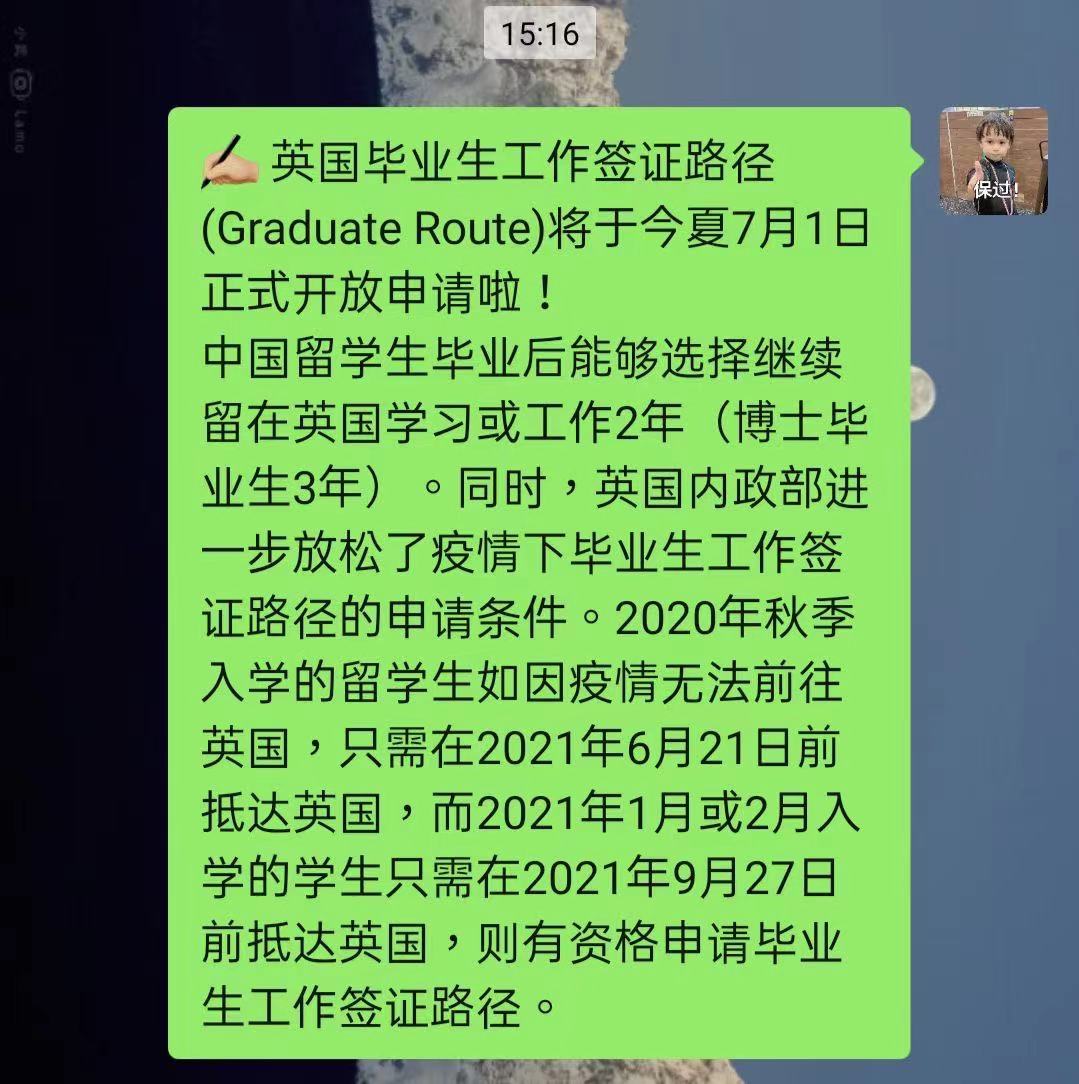 15:16
✍🏼 英国毕业生工作签证路径
(Graduate Route)将于今夏7月1日
正式开放申请啦！
中国留学生毕业后能够选择继续
留在英国学习或工作2年（博士毕
业生3年）。同时，英国内政部进
一步放松了疫情下毕业生工作签
证路径的申请条件。2020年秋季
入学的留学生如因疫情无法前往
英国，只需在2021年6月21日前
抵达英国，而2021年1月或2月入
学的学生只需在2021年9月27日
前抵达英国，则有资格申请毕业
生工作签证路径。
保过!
Lamo